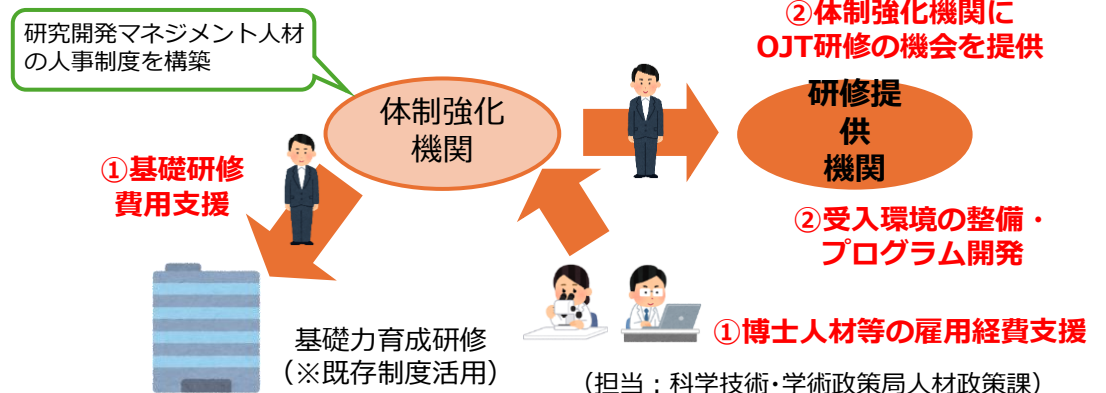 研究開発マネジメント人材
の人事制度を構築
体制強化
機関
②体制強化機関に
OJT研修の機会を提供
研修提
供
機関
①基礎研修
費用支援
②受入環境の整備・
プログラム開発
基礎力育成研修
（※既存制度活用）
①博士人材等の雇用経費支援
（担当：科学技術・学術政策局人材政策課）